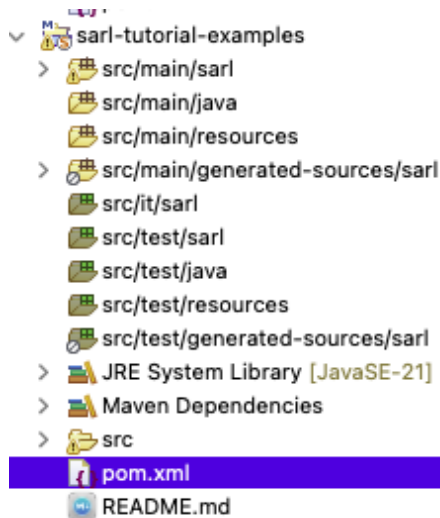 sarl-tutorial-examples
src/main/sarl
src/main/java
src/main/resources
src/main/generated-sources/sarl
src/it/sarl
src/test/sarl
src/test/java
src/test/resources
src/test/generated-sources/sarl
JRE System Library [JavaSE-21]
Maven Dependencies
src
pom.xml
README.md